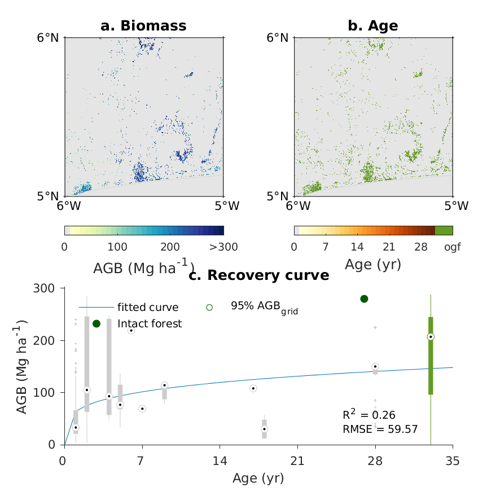 a. Biomass
b. Age
6°N
6°N
5°N
5°N
6°W
5°W
6°W
5°W
0
100
200
>300
0
7
14
21
28
ogf
AGB (Mg ha⁻¹)
Age (yr)
c. Recovery curve
300
200
100
0
AGB (Mg ha⁻¹)
fitted curve
95% AGB_grid
Intact forest
R² = 0.26
RMSE = 59.57
0
7
14
21
28
35
Age (yr)